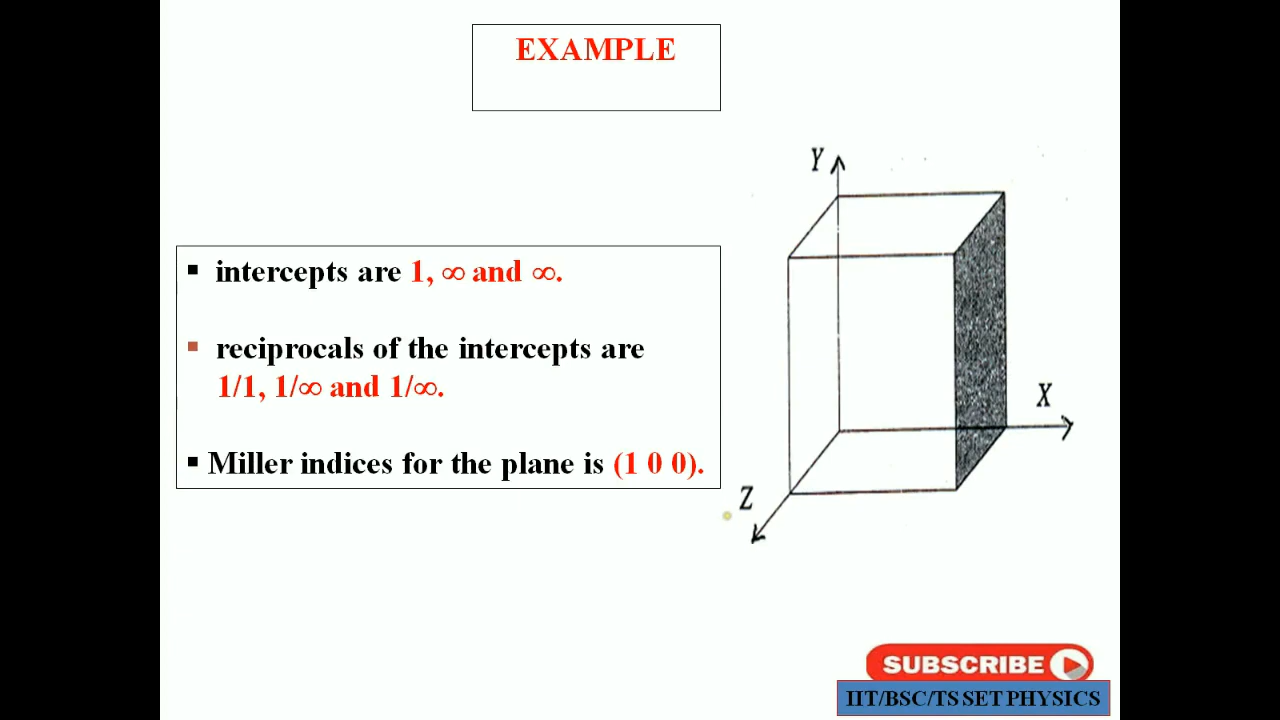 EXAMPLE
▪ intercepts are 1, ∞ and ∞.
▪ reciprocals of the intercepts are
1/1, 1/∞ and 1/∞.
▪ Miller indices for the plane is (1 0 0).
Y
X
Z
SUBSCRIBE
IIT/BSC/TS SET PHYSICS